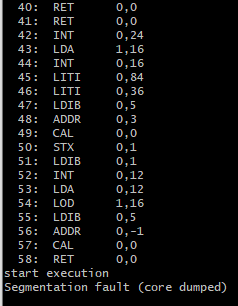 40:  RET      0,0
41:  RET      0,0
42:  INT      0,24
43:  LDA      1,16
44:  INT      0,16
45:  LITI     0,84
46:  LITI     0,36
47:  LDIB     0,5
48:  ADDR     0,3
49:  CAL      0,0
50:  STX      0,1
51:  LDIB     0,1
52:  INT      0,12
53:  LDA      0,12
54:  LOD      1,16
55:  LDIB     0,5
56:  ADDR     0,-1
57:  CAL      0,0
58:  RET      0,0
start execution
Segmentation fault (core dumped)